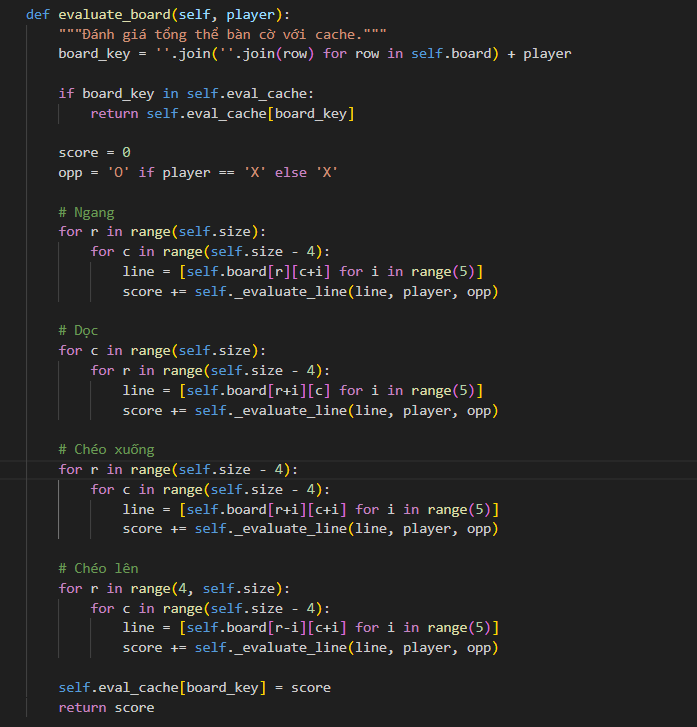 def evaluate_board(self, player):
    """Đánh giá tổng thể bàn cờ với cache."""
    board_key = ''.join(''.join(row) for row in self.board) + player

    if board_key in self.eval_cache:
        return self.eval_cache[board_key]

    score = 0
    opp = 'O' if player == 'X' else 'X'

    # Ngang
    for r in range(self.size):
        for c in range(self.size - 4):
            line = [self.board[r][c+i] for i in range(5)]
            score += self._evaluate_line(line, player, opp)

    # Dọc
    for c in range(self.size):
        for r in range(self.size - 4):
            line = [self.board[r+i][c] for i in range(5)]
            score += self._evaluate_line(line, player, opp)

    # Chéo xuống
    for r in range(self.size - 4):
        for c in range(self.size - 4):
            line = [self.board[r+i][c+i] for i in range(5)]
            score += self._evaluate_line(line, player, opp)

    # Chéo lên
    for r in range(4, self.size):
        for c in range(self.size - 4):
            line = [self.board[r-i][c+i] for i in range(5)]
            score += self._evaluate_line(line, player, opp)

    self.eval_cache[board_key] = score
    return score